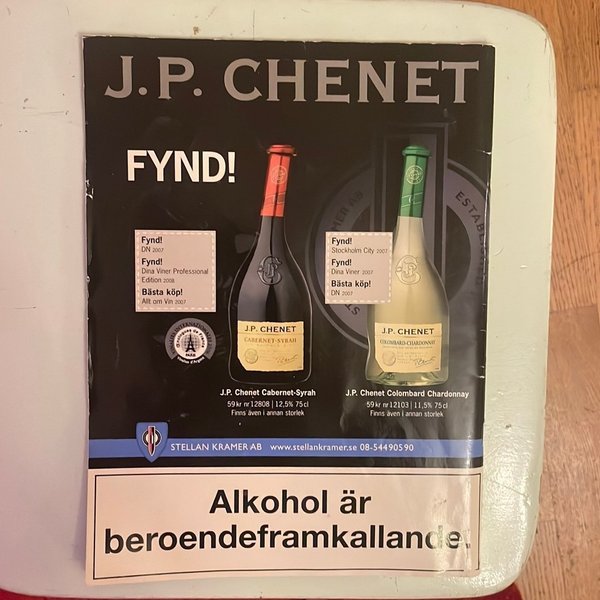 J.P. CHENET
FYND!
Fynd!
DN 2007
Fynd!
Dina Viner Professional
Edition 2008
Bästa köp!
Allt om Vin 2007
Fynd!
Stockholm City 2007
Fynd!
Dina Viner 2007
Bästa köp!
DN 2007
J.P. CHENET
CABERNET-SYRAH
J.P. CHENET
COLOMBARD-CHARDONNAY
J.P. Chenet Cabernet-Syrah
59 kr nr 12808 | 12,5% 75 cl
Finns även i annan storlek
J.P. Chenet Colombard Chardonnay
59 kr nr 12103 | 11,5% 75 cl
Finns även i annan storlek
STELLAN KRAMER AB www.stellankramer.se 08-544 905 90
Alkohol är
beroendeframkallande.